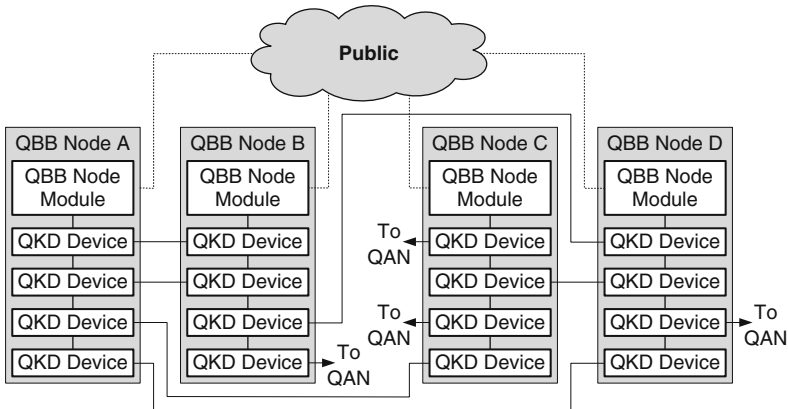 Public
QBB Node A
QBB Node
Module
QKD Device
QKD Device
QKD Device
QKD Device
QBB Node B
QBB Node
Module
QKD Device
QKD Device
QKD Device
QKD Device
To
QAN
QBB Node C
QBB Node
Module
To
QAN
QKD Device
QKD Device
To
QAN
QKD Device
QKD Device
QBB Node D
QBB Node
Module
QKD Device
QKD Device
QKD Device
To
QAN
QKD Device